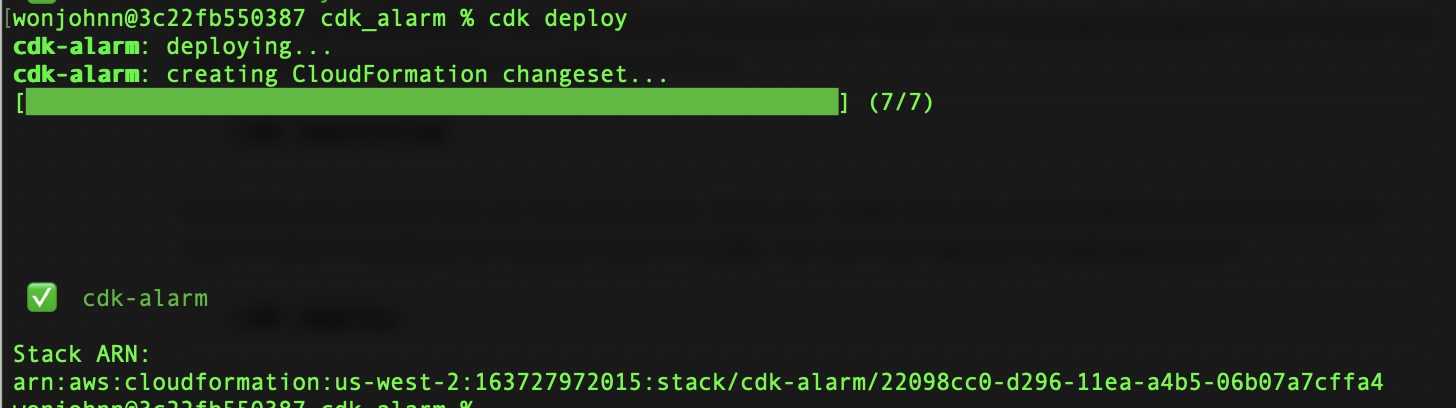 [wonjohnn@3c22fb550387 cdk_alarm % cdk deploy
cdk-alarm: deploying...
cdk-alarm: creating CloudFormation changeset...
[] (7/7)
✅ cdk-alarm
Stack ARN:
arn:aws:cloudformation:us-west-2:163727972015:stack/cdk-alarm/22098cc0-d296-11ea-a4b5-06b07a7cffa4
wonjohnn@3c22fb550387 cdk_alarm %